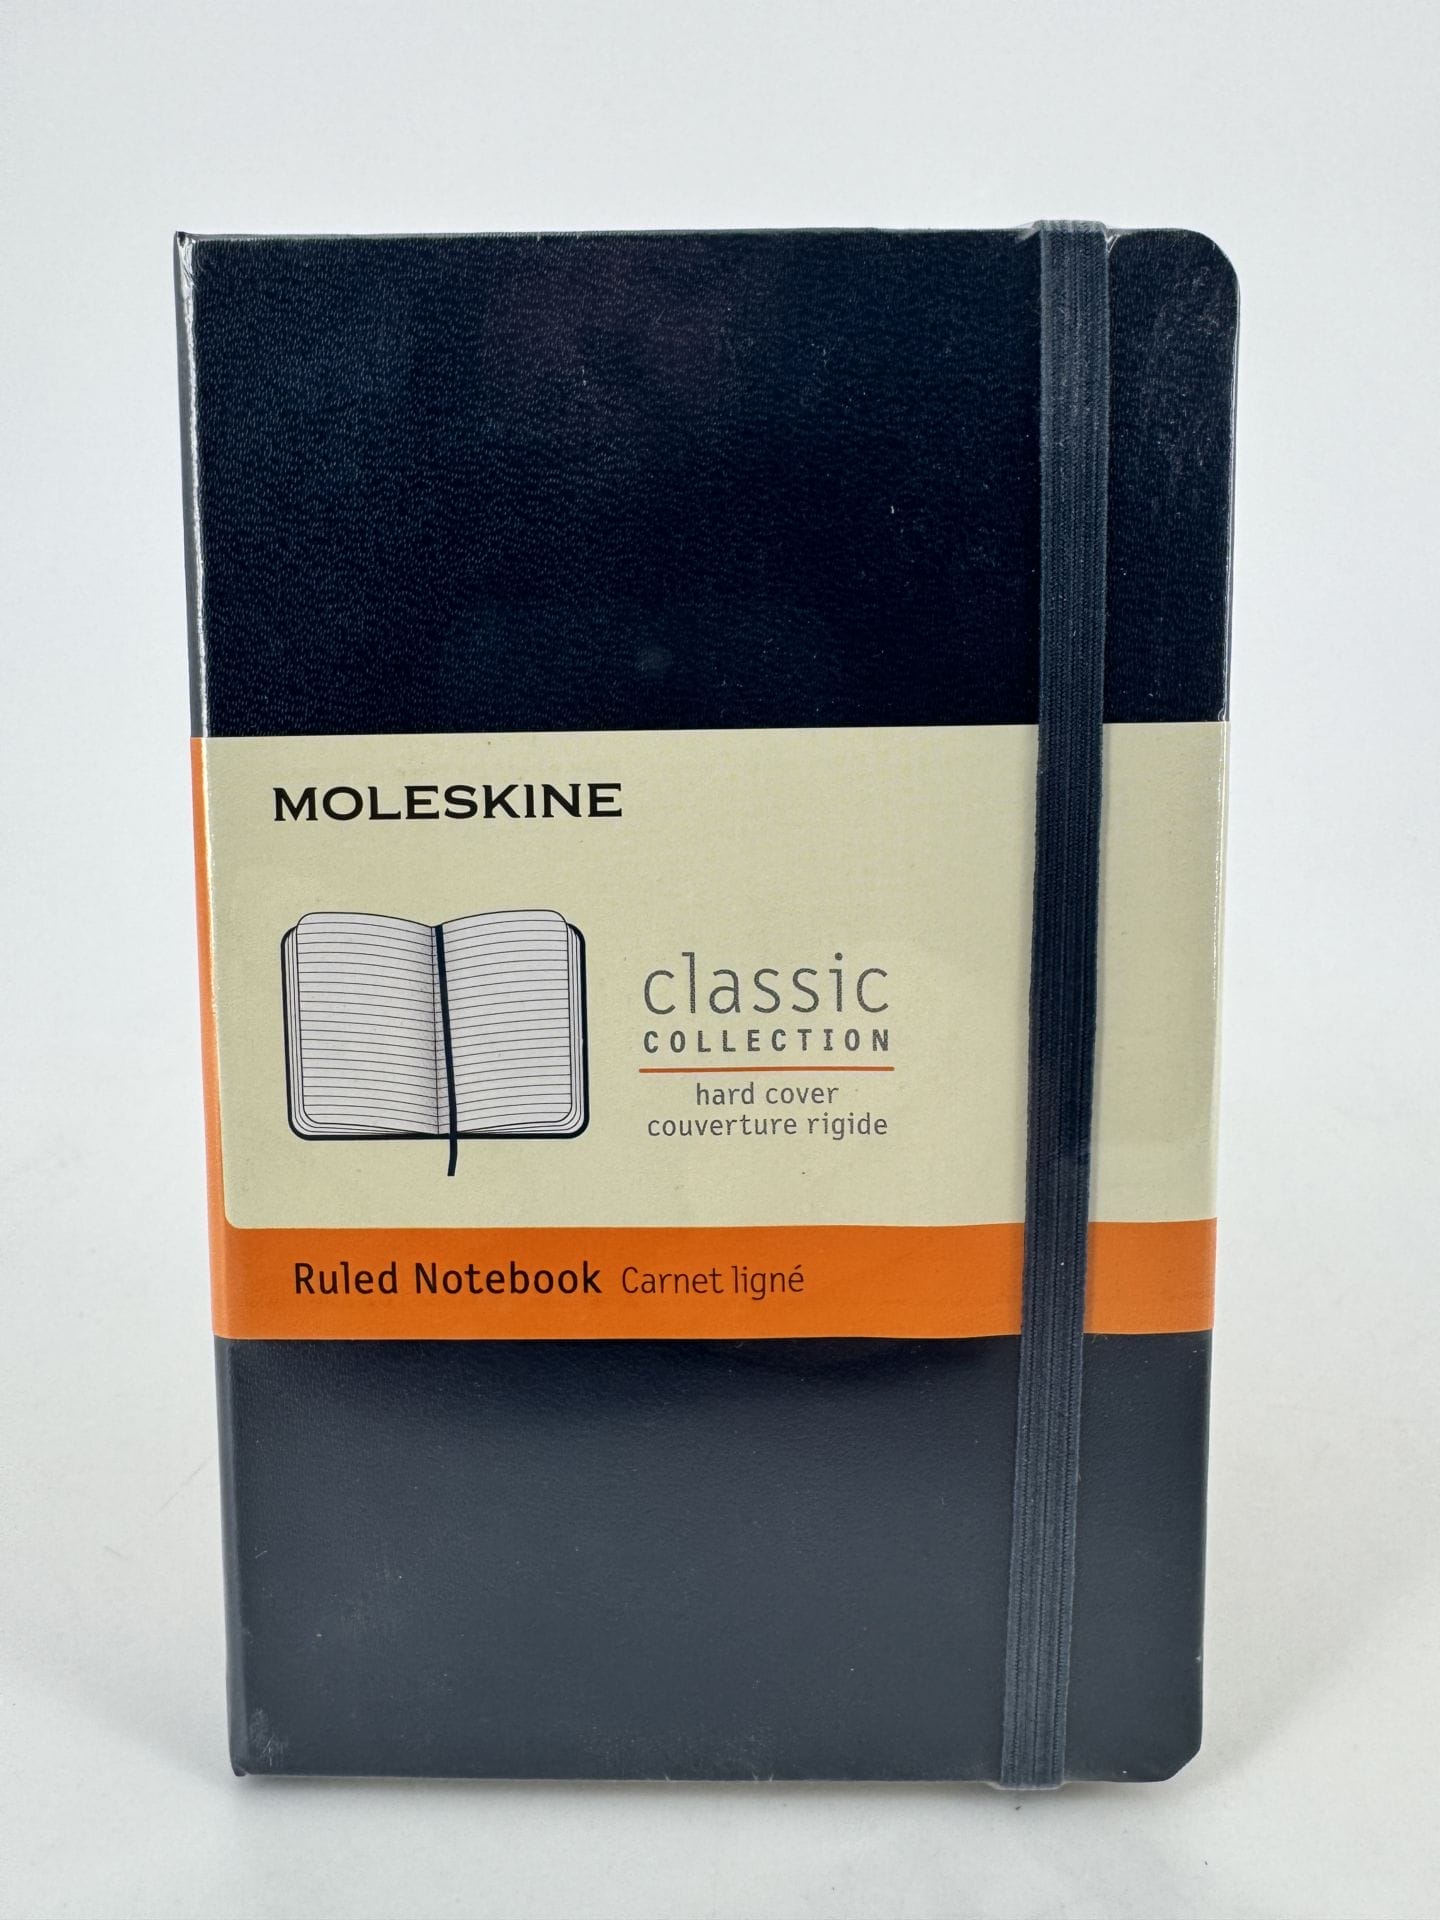 MOLESKINE
classic
COLLECTION
hard cover
couverture rigide
Ruled Notebook Carnet ligné